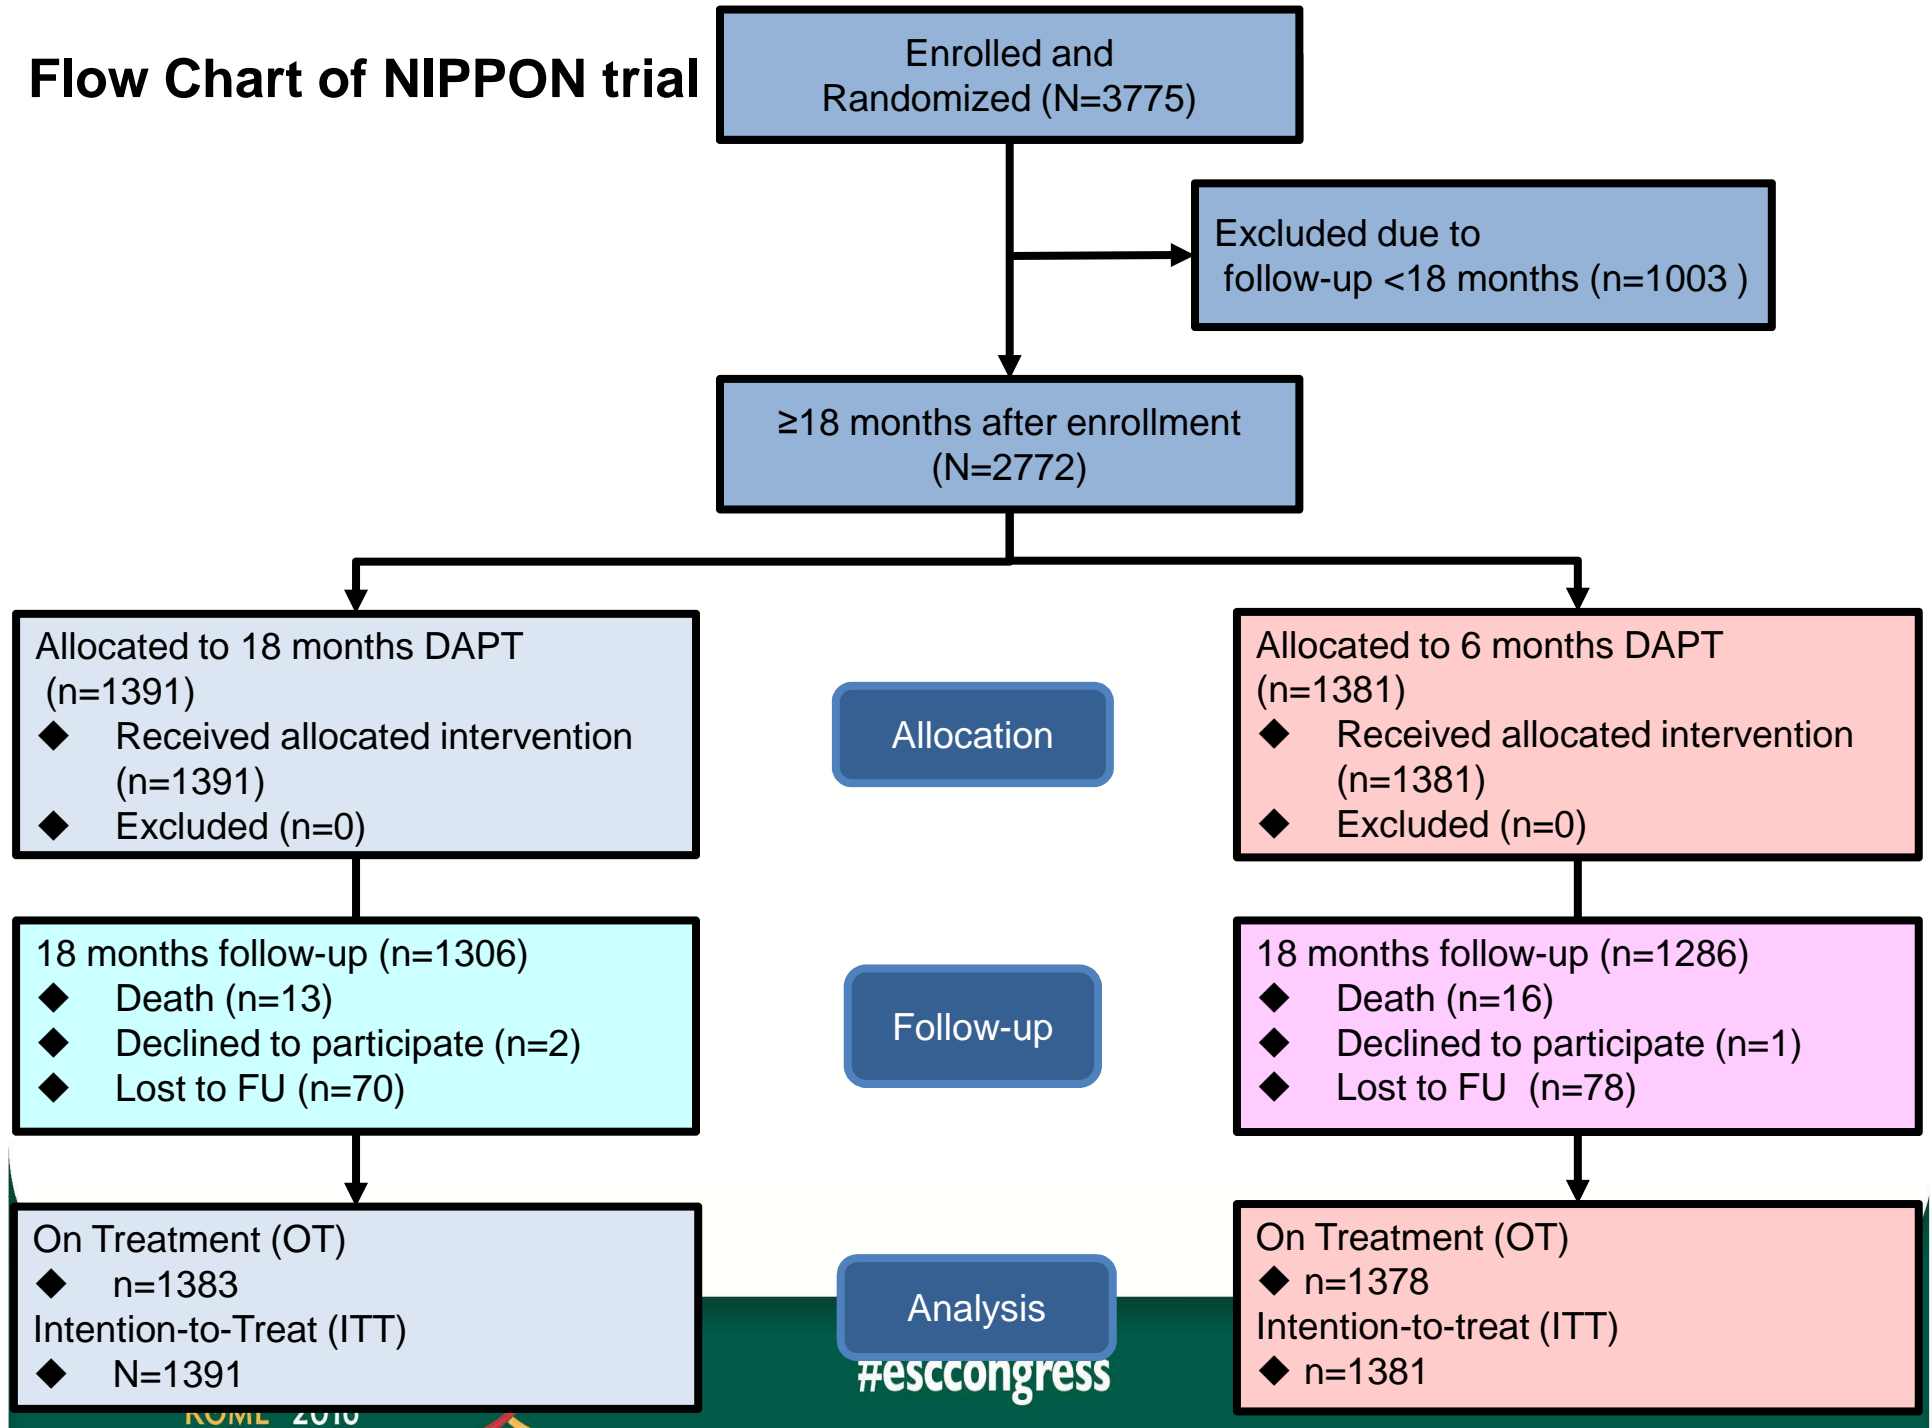 Flow Chart of NIPPON trial
Enrolled and
Randomized (N=3775)
Excluded due to
follow-up <18 months (n=1003 )
≥18 months after enrollment
(N=2772)
Allocated to 18 months DAPT
(n=1391)
◆ Received allocated intervention
(n=1391)
◆ Excluded (n=0)
Allocation
Allocated to 6 months DAPT
(n=1381)
◆ Received allocated intervention
(n=1381)
◆ Excluded (n=0)
18 months follow-up (n=1306)
◆ Death (n=13)
◆ Declined to participate (n=2)
◆ Lost to FU (n=70)
Follow-up
18 months follow-up (n=1286)
◆ Death (n=16)
◆ Declined to participate (n=1)
◆ Lost to FU (n=78)
On Treatment (OT)
◆ n=1383
Intention-to-Treat (ITT)
◆ N=1391
Analysis
On Treatment (OT)
◆ n=1378
Intention-to-treat (ITT)
◆ n=1381
#esccongress
ROME 2016